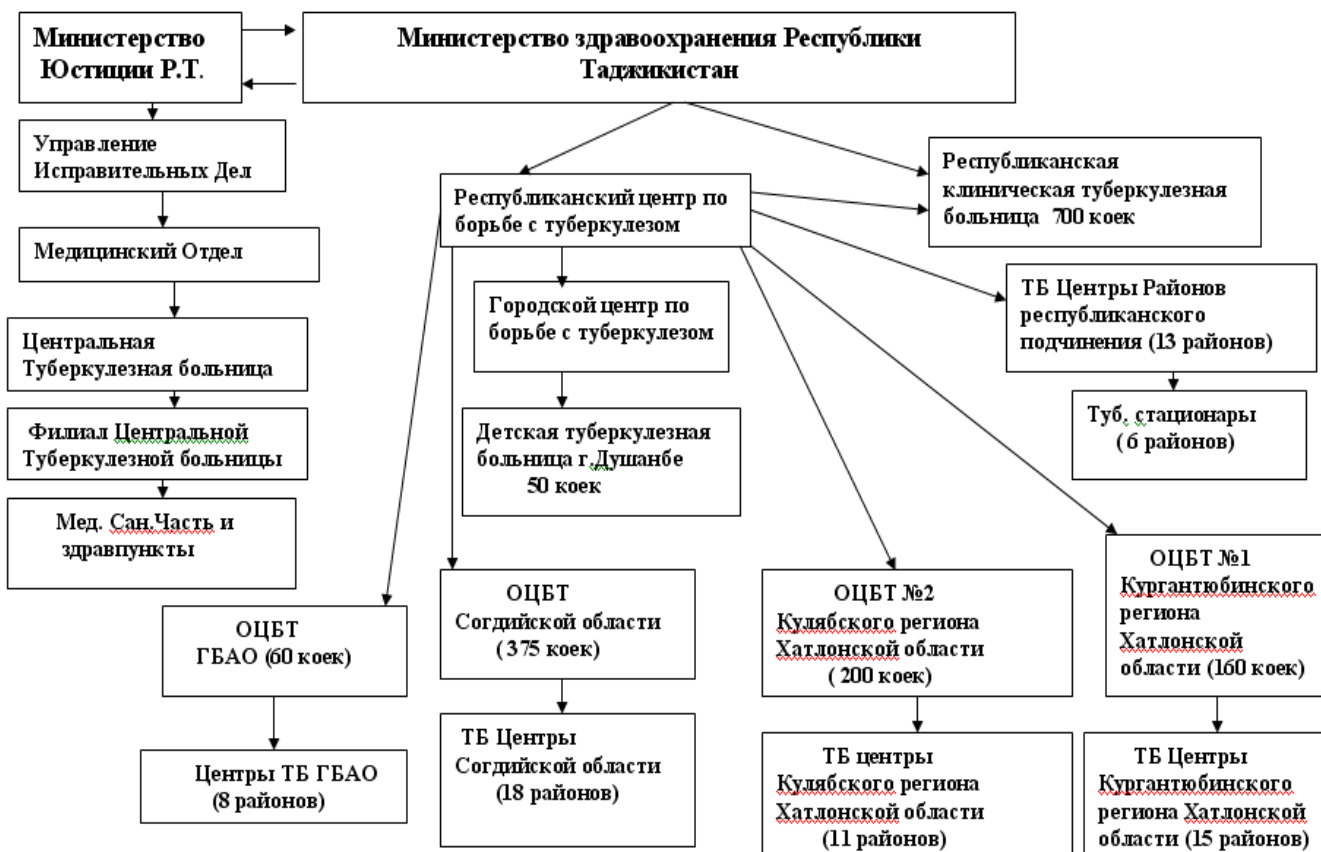 Министерство
Юстиции Р.Т.
Министерство здравоохранения Республики
Таджикистан
Управление
Исправительных Дел
Медицинский Отдел
Центральная
Туберкулезная больница
Филиал Центральной
Туберкулезной больницы
Мед. Сан.Часть и
здравпункты
Республиканский центр по
борьбе с туберкулезом
Республиканская
клиническая туберкулезная
больница 700 коек
Городской центр по
борьбе с туберкулезом
Детская туберкулезная
больница г.Душанбе
50 коек
ТБ Центры Районов
республиканского
подчинения (13 районов)
Туб. стационары
( 6 районов)
ОЦБТ
ГБАО (60 коек)
Центры ТБ ГБАО
(8 районов)
ОЦБТ
Согдийской области
( 375 коек)
ТБ Центры
Согдийской области
(18 районов)
ОЦБТ №2
Кулябского региона
Хатлонской области
( 200 коек)
ТБ центры
Кулябского региона
Хатлонской области
(11 районов)
ОЦБТ №1
Кургантюбинского
региона
Хатлонской
области (160 коек)
ТБ Центры
Кургантюбинского
региона Хатлонской
области (15 районов)